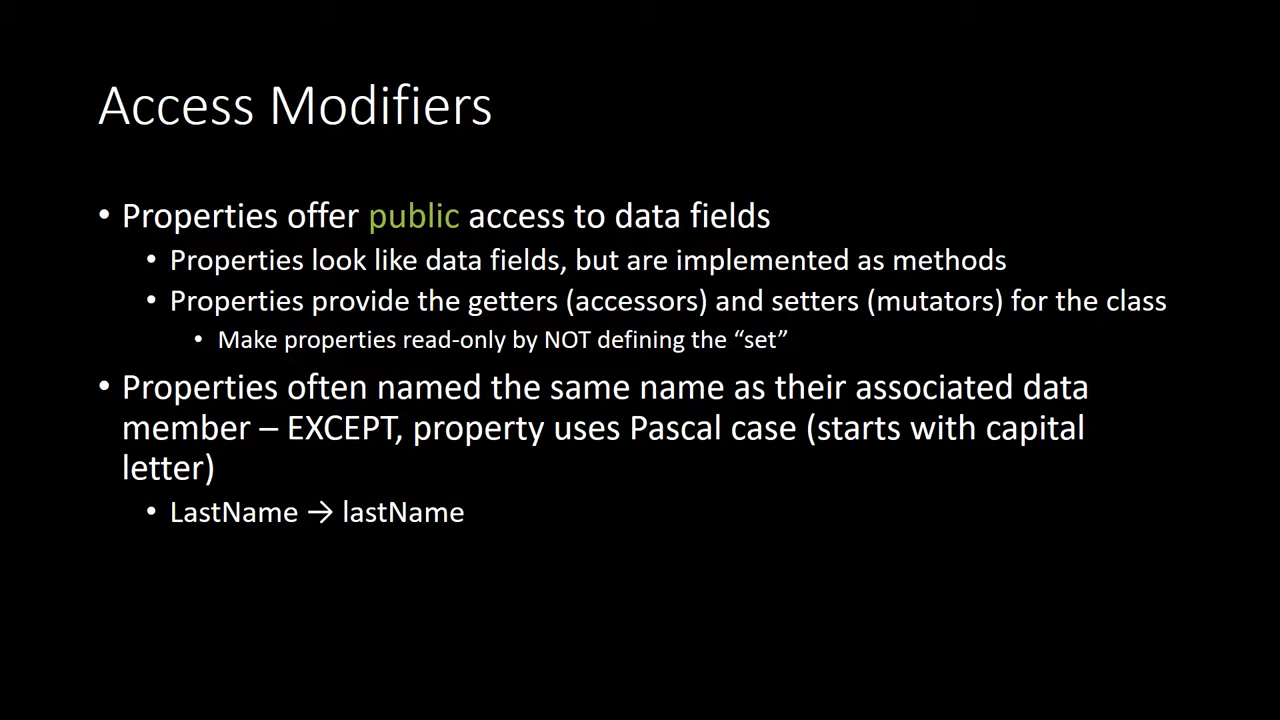 Access Modifiers
• Properties offer public access to data fields
• Properties look like data fields, but are implemented as methods
• Properties provide the getters (accessors) and setters (mutators) for the class
• Make properties read-only by NOT defining the “set”
• Properties often named the same name as their associated data
member – EXCEPT, property uses Pascal case (starts with capital
letter)
• LastName → lastName